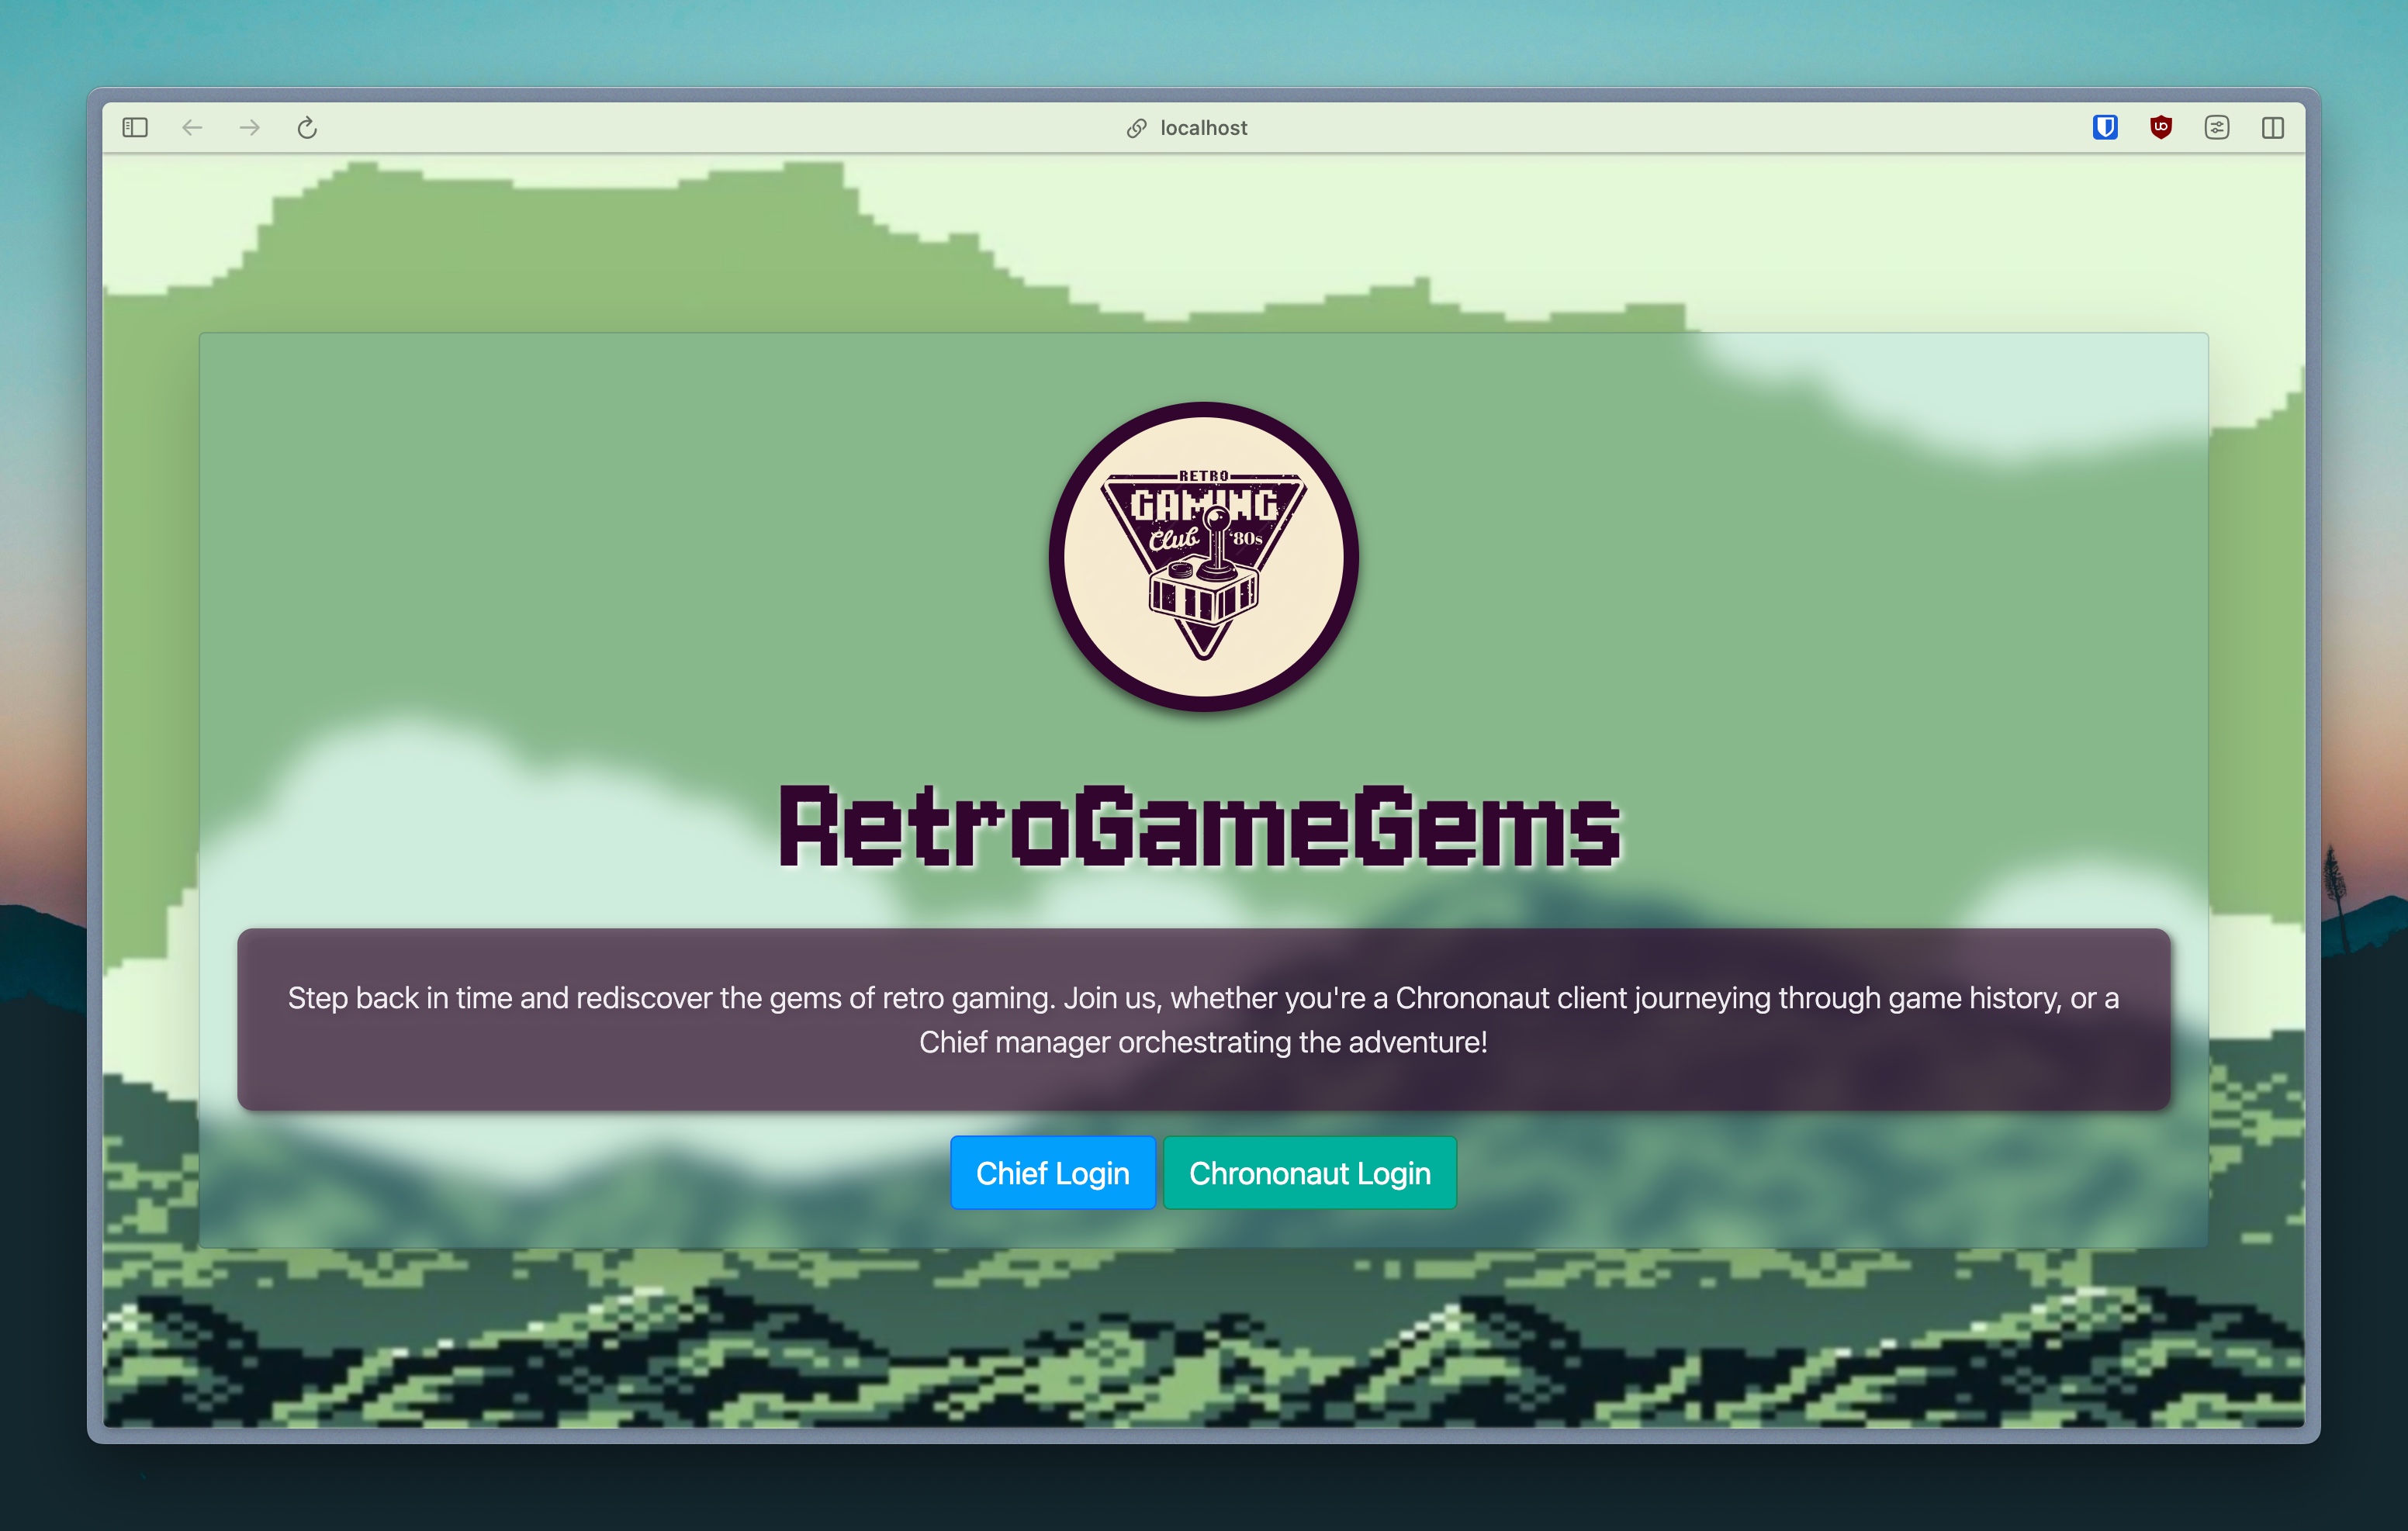 localhost
RETRO
GAMING
Club '80s
RetroGameGems
Step back in time and rediscover the gems of retro gaming. Join us, whether you're a Chrononaut client journeying through game history, or a
Chief manager orchestrating the adventure!
Chief Login
Chrononaut Login